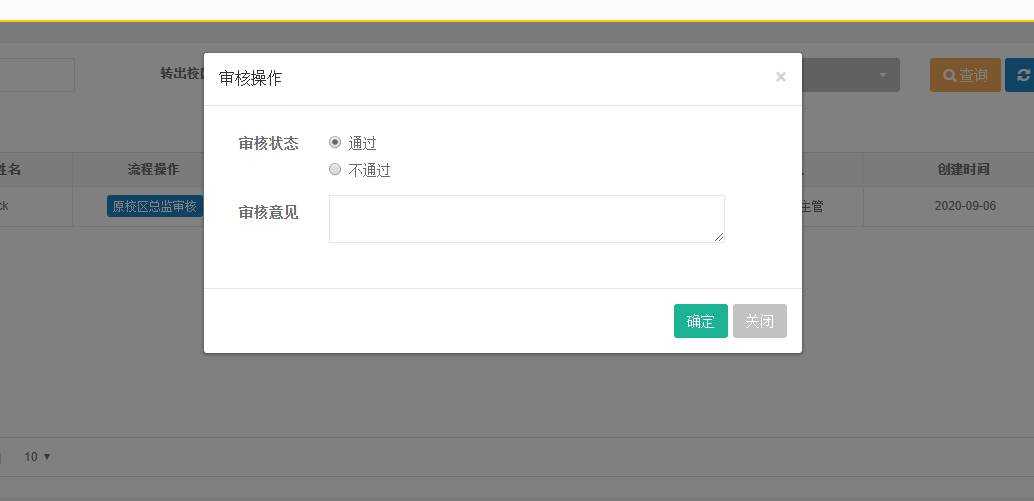 审核操作
×
转出校
查询
审核状态
通过
不通过
审核意见
姓名
流程操作
创建时间
ck
原校区总监审核
主管
2020-09-06
确定
关闭
10